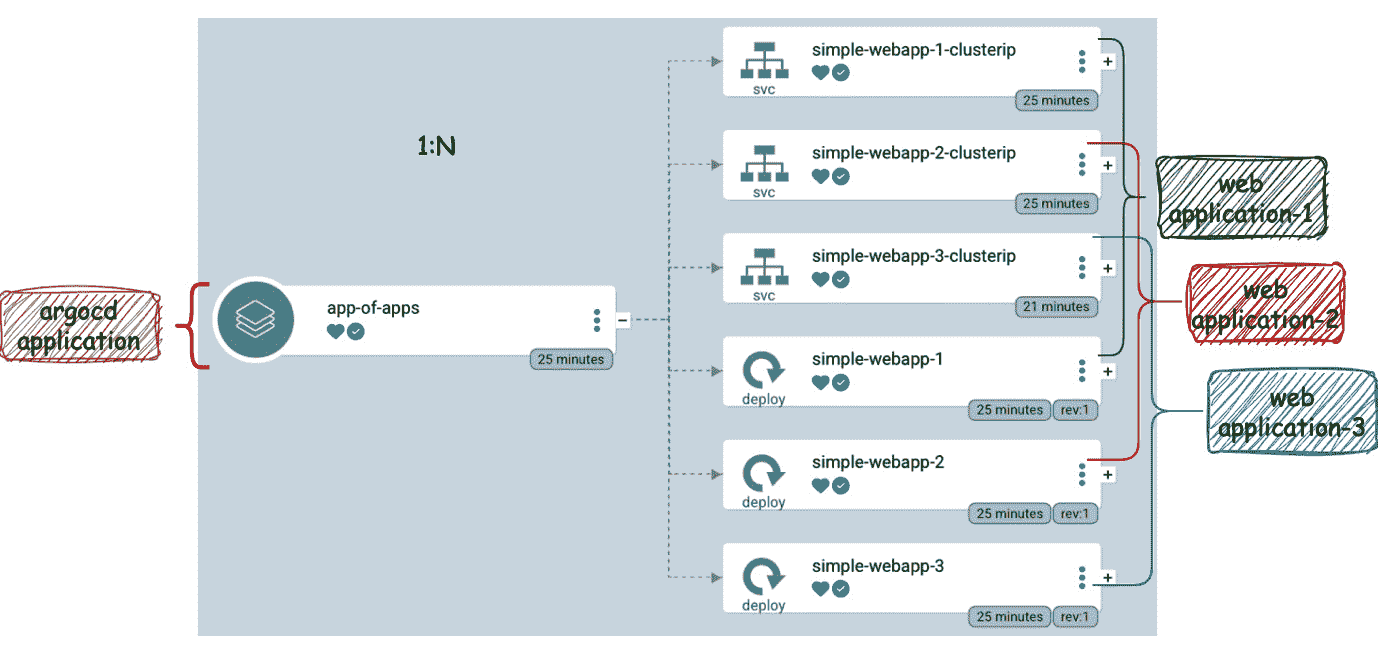 simple-webapp-1-clusterip
svc
25 minutes
1:N
simple-webapp-2-clusterip
svc
25 minutes
web
application-1
simple-webapp-3-clusterip
svc
21 minutes
web
application-2
argocd
application
app-of-apps
25 minutes
simple-webapp-1
deploy
25 minutes rev:1
web
application-3
simple-webapp-2
deploy
25 minutes rev:1
simple-webapp-3
deploy
25 minutes rev:1